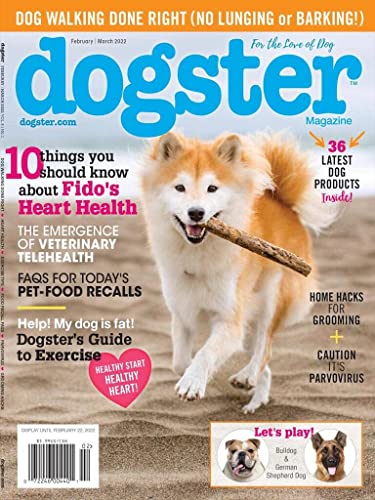 DOG WALKING DONE RIGHT (NO LUNGING or BARKING!)
February | March 2022
For the Love of Dog
dogster™
dogster.com
Magazine
10 things you
should know
about Fido's
Heart Health
36
LATEST
DOG
PRODUCTS
Inside!
THE EMERGENCE
OF VETERINARY
TELEHEALTH
FAQS FOR TODAY'S
PET-FOOD RECALLS
Help! My dog is fat!
Dogster's Guide
to Exercise
HEALTHY START
HEALTHY
HEART!
HOME HACKS
FOR
GROOMING
+
CAUTION
IT'S
PARVOVIRUS
DISPLAY UNTIL FEBRUARY 22, 2022
02
Let's play!
Bulldog
&
German
Shepherd Dog
dogster
dogster.com